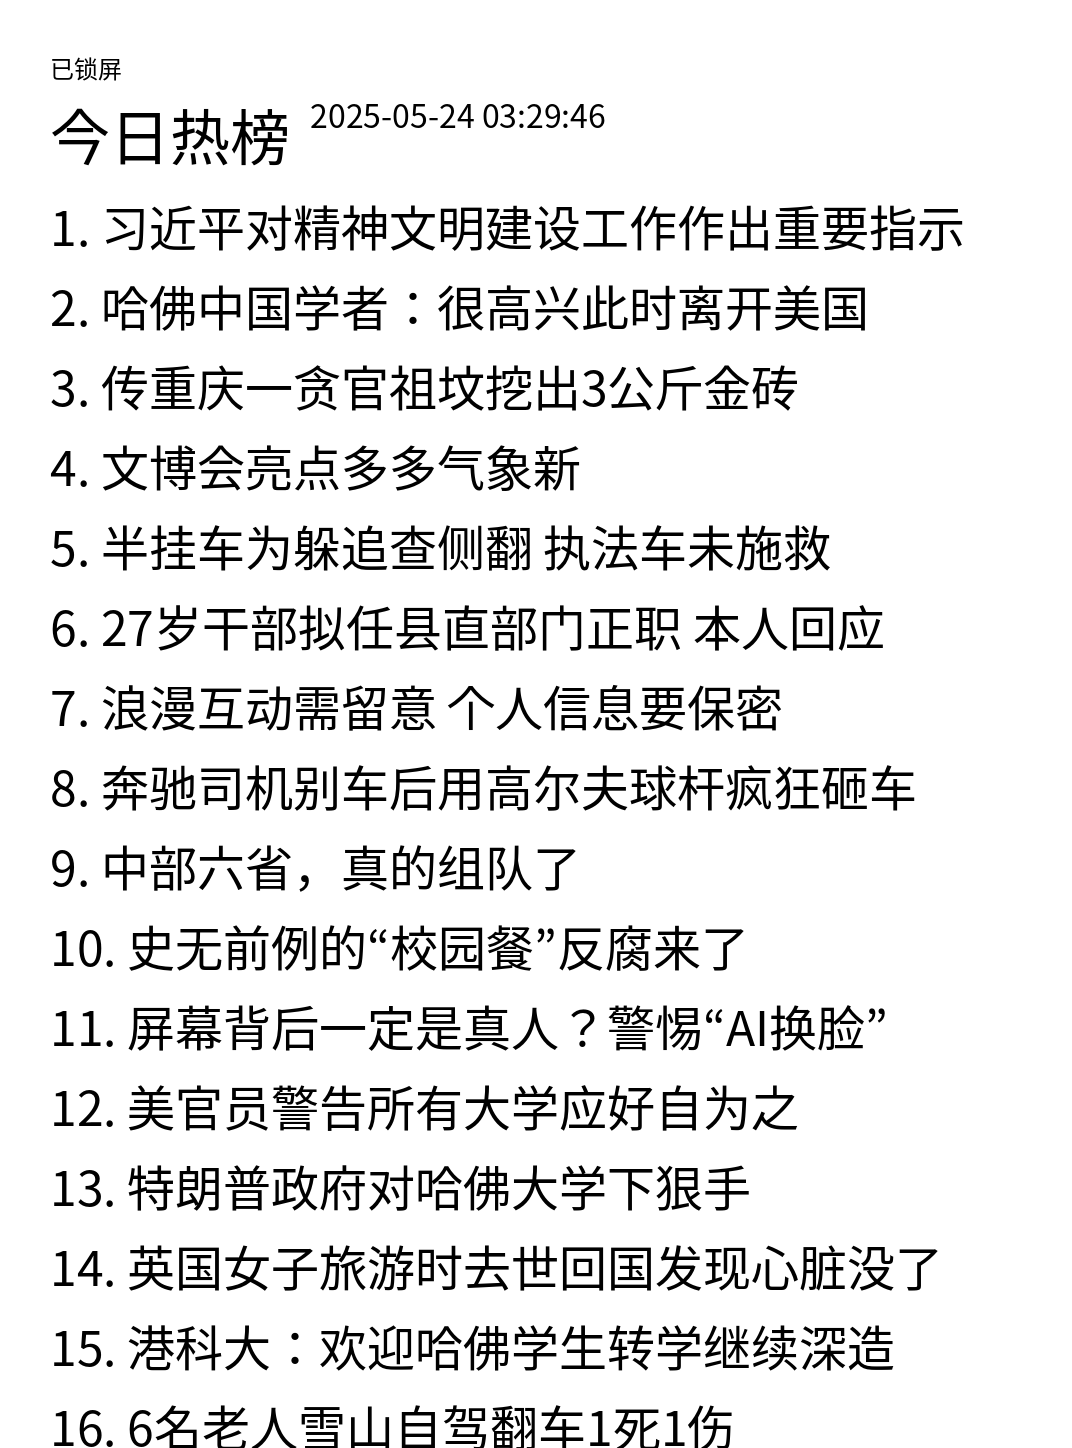 已锁屏
今日热榜 2025-05-24 03:29:46
1. 习近平对精神文明建设工作作出重要指示
2. 哈佛中国学者：很高兴此时离开美国
3. 传重庆一贪官祖坟挖出3公斤金砖
4. 文博会亮点多多气象新
5. 半挂车为躲追查侧翻 执法车未施救
6. 27岁干部拟任县直部门正职 本人回应
7. 浪漫互动需留意 个人信息要保密
8. 奔驰司机别车后用高尔夫球杆疯狂砸车
9. 中部六省，真的组队了
10. 史无前例的“校园餐”反腐来了
11. 屏幕背后一定是真人？警惕“AI换脸”
12. 美官员警告所有大学应好自为之
13. 特朗普政府对哈佛大学下狠手
14. 英国女子旅游时去世回国发现心脏没了
15. 港科大：欢迎哈佛学生转学继续深造
16. 6名老人雪山自驾翻车1死1伤